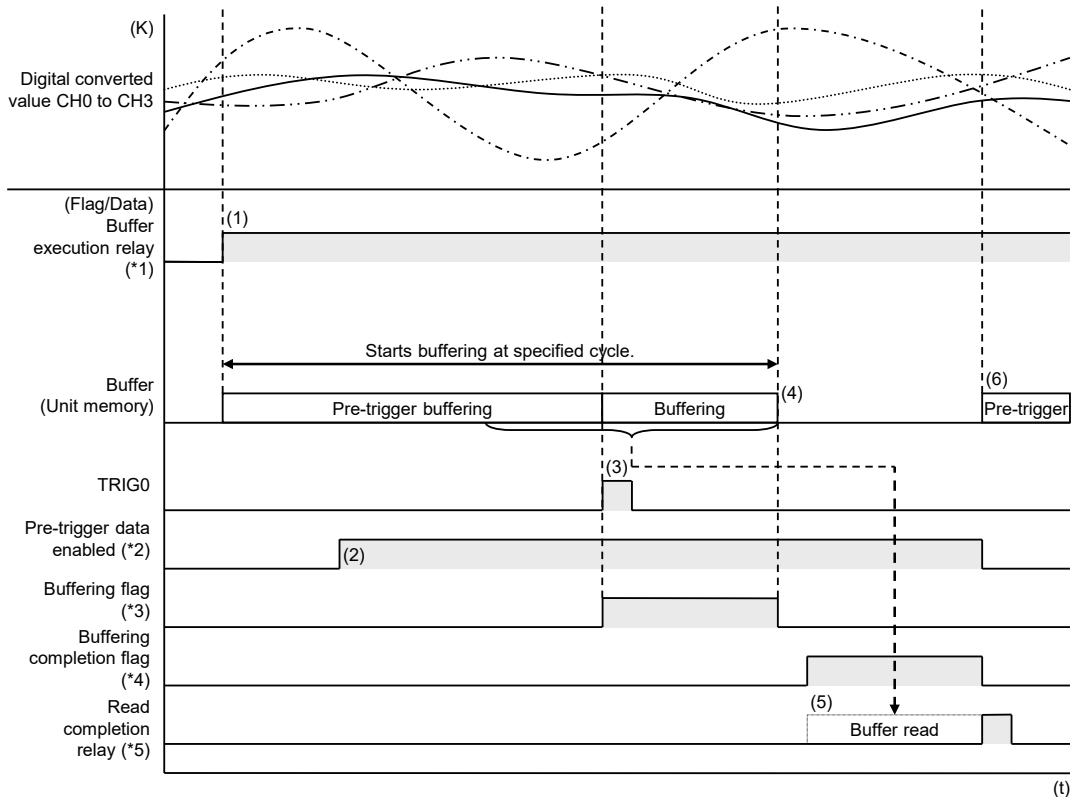 (K)
Digital converted
value CH0 to CH3
(Flag/Data)
Buffer
execution relay
(*1)
(1)
Starts buffering at specified cycle.
Buffer
(Unit memory)
Pre-trigger buffering
Buffering
(4)
(6)
Pre-trigger
TRIG0
(3)
Pre-trigger data
enabled (*2)
(2)
Buffering flag
(*3)
Buffering
completion flag
(*4)
Read
completion
relay (*5)
(5)
Buffer read
(t)